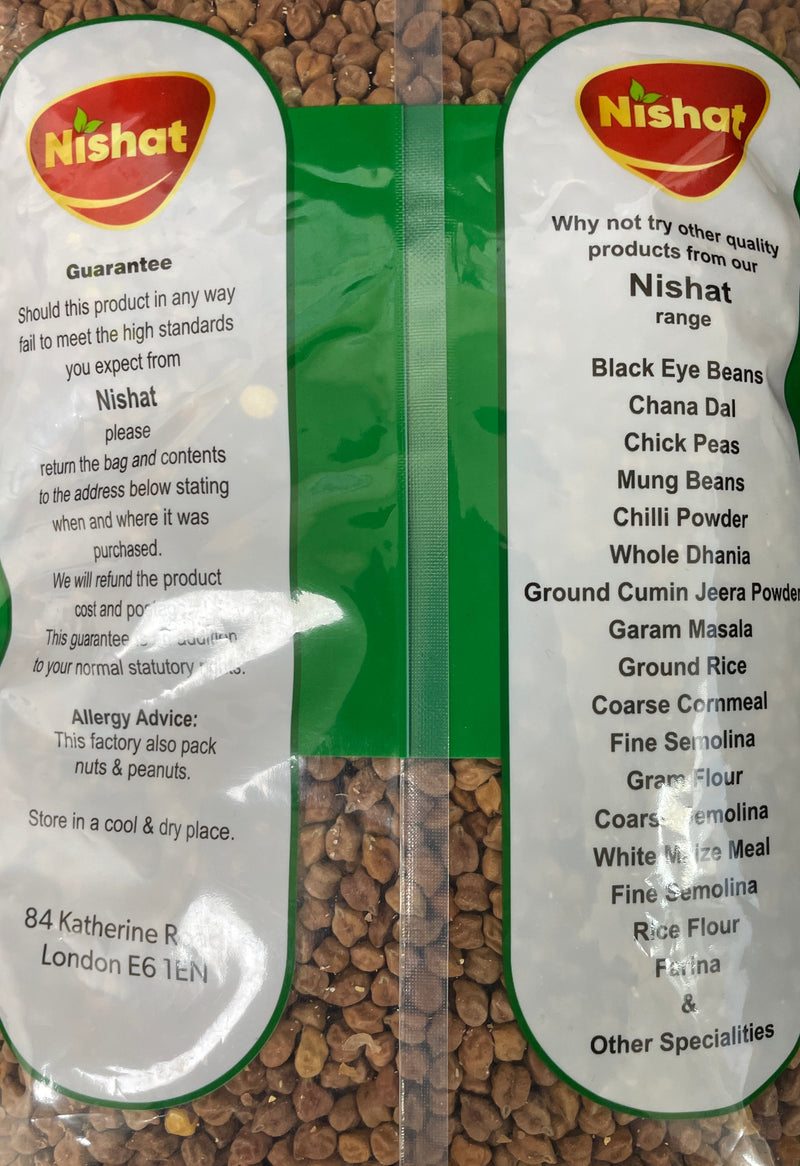 Nishat
Guarantee
Should this product in any way
fail to meet the high standards
you expect from
Nishat
please
return the bag and contents
to the address below stating
when and where it was
purchased.
We will refund the product
cost and
This guarantee addition
to your normal statutory
Allergy Advice:
This factory also pack
nuts & peanuts.
Store in a cool & dry place.
84 Katherine
London E6 1EN
Nishat
Why not try other quality
products from our
Nishat
range
Black Eye Beans
Chana Dal
Chick Peas
Mung Beans
Chilli Powder
Whole Dhania
Ground Cumin Jeera Powder
Garam Masala
Ground Rice
Coarse Cornmeal
Fine Semolina
Gram Flour
Coarse Semolina
White Maize Meal
Fine Semolina
Rice Flour
Farina
&
Other Specialities